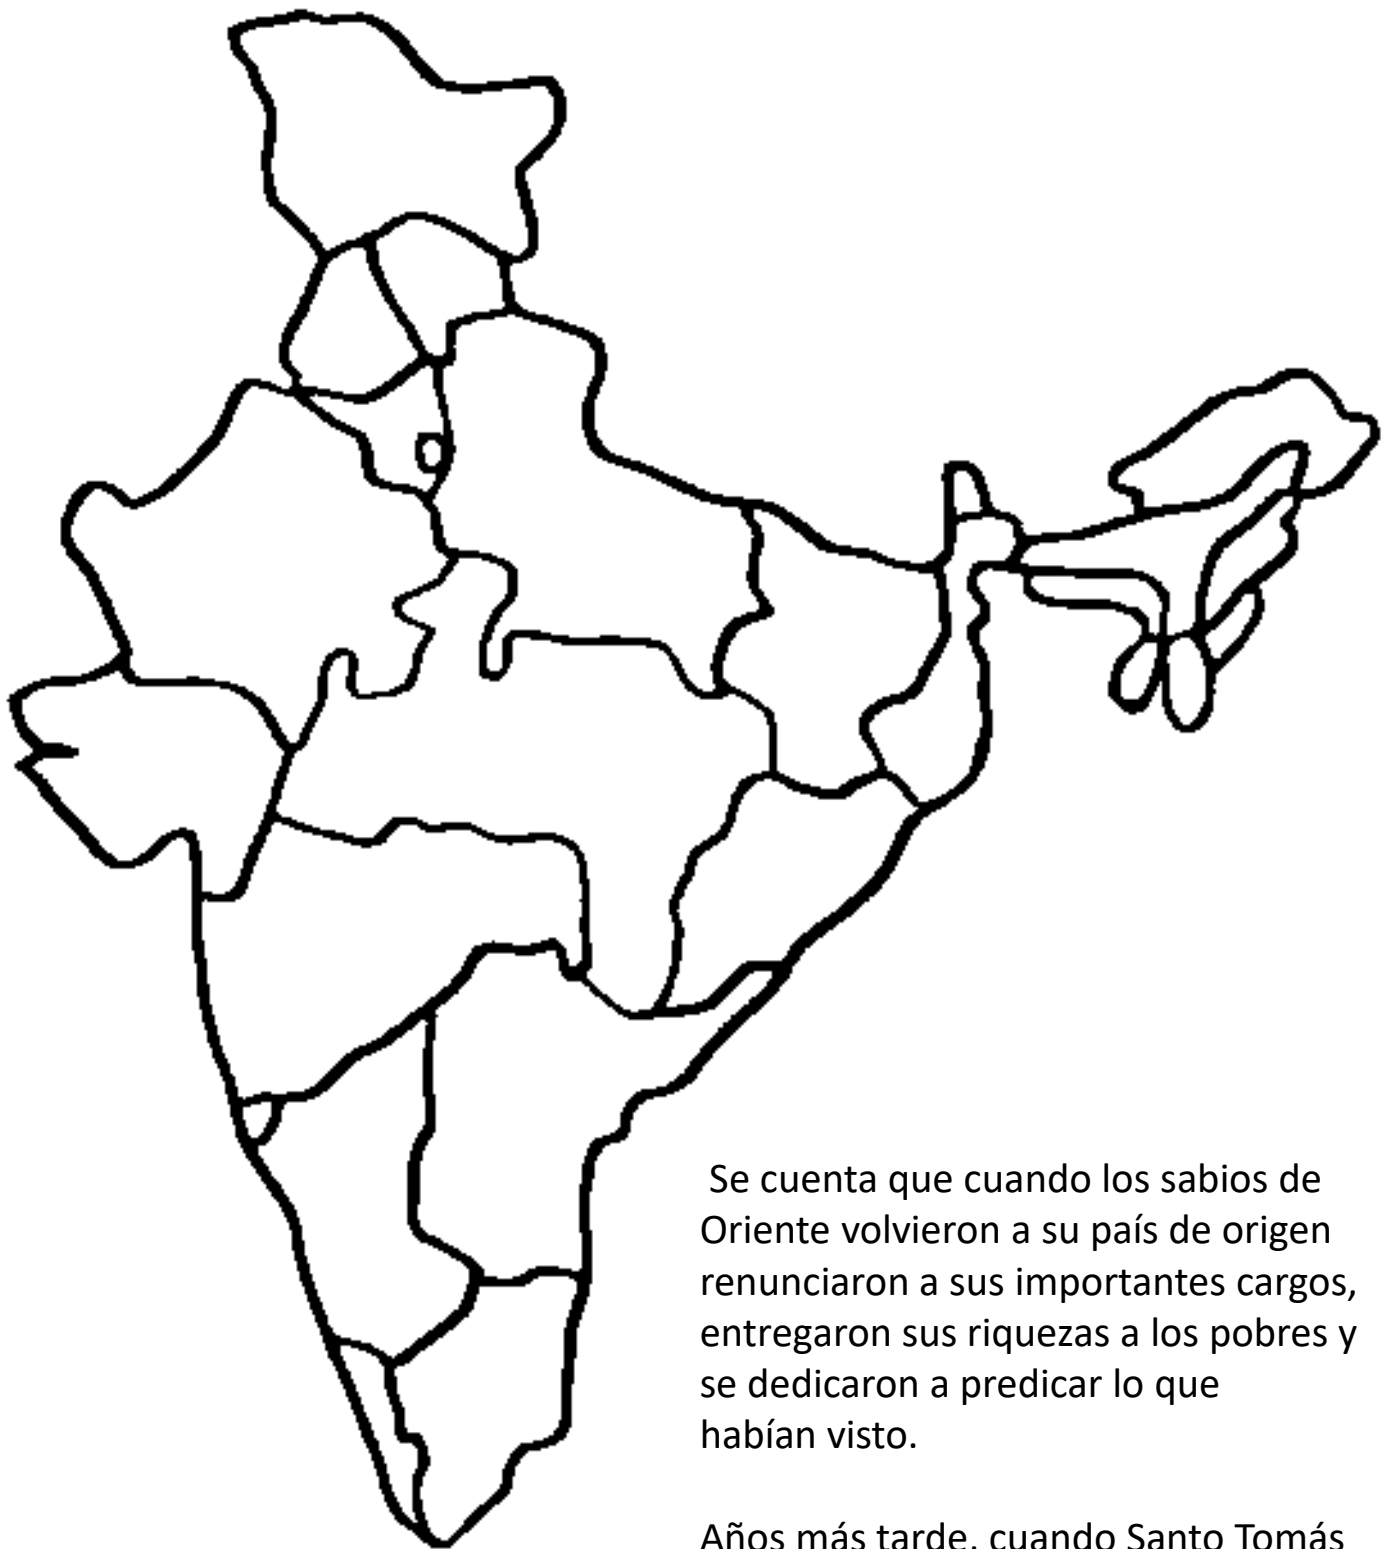 Se cuenta que cuando los sabios de
Oriente volvieron a su país de origen
renunciaron a sus importantes cargos,
entregaron sus riquezas a los pobres y
se dedicaron a predicar lo que
habían visto.
Años más tarde, cuando Santo Tomás